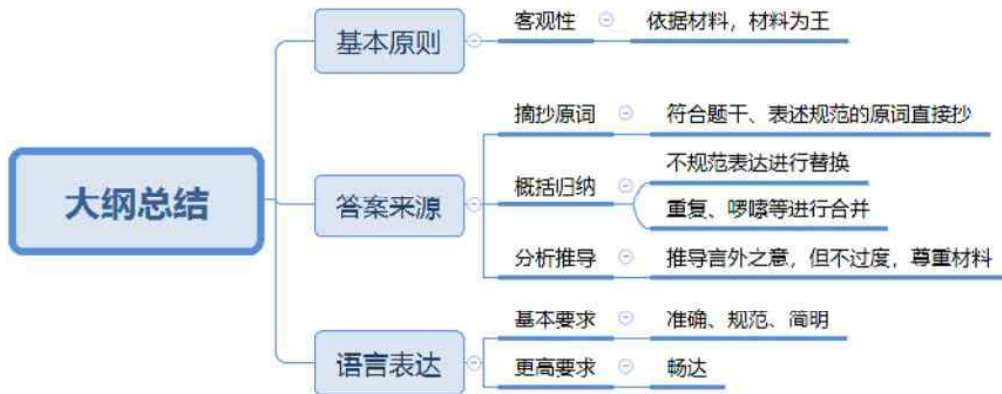 大纲总结
基本原则
客观性
依据材料，材料为王
答案来源
摘抄原词
符合题干、表述规范的原词直接抄
概括归纳
不规范表达进行替换
重复、啰嗦等进行合并
分析推导
推导言外之意，但不过度，尊重材料
语言表达
基本要求
准确、规范、简明
更高要求
畅达